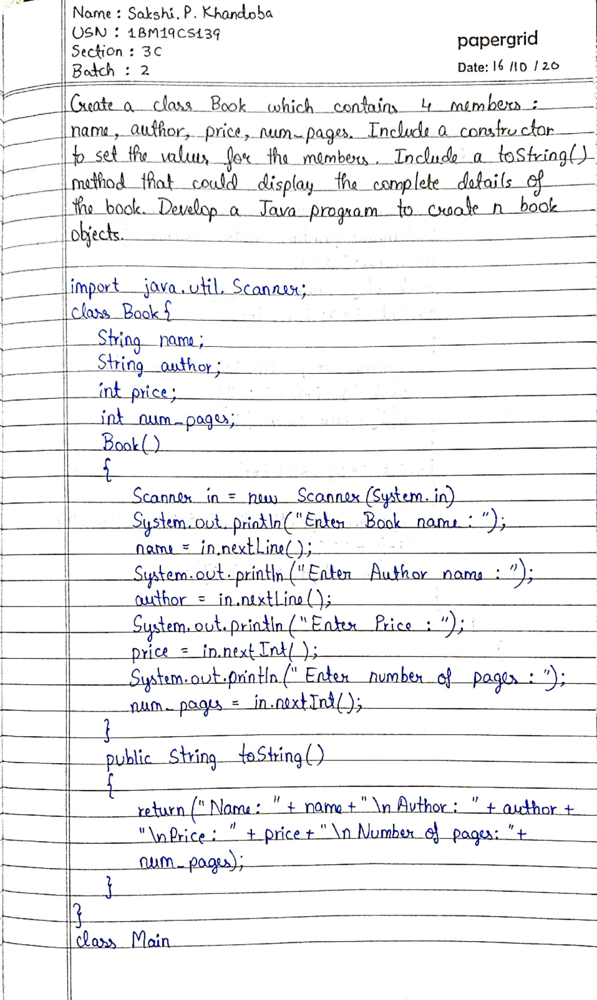 Name : Sakshi. P. Khandoba
USN : 1BM19CS139
Section : 3C
Batch : 2
papergrid
Date: 16 /10 / 20
Create a class Book which contains 4 members :
name, author, price, num_pages. Include a constructor
to set the values for the members. Include a toString()
method that could display the complete details of
the book. Develop a Java program to create n book
objects.
import java.util.Scanner;
class Book {
String name;
String author;
int price;
int num_pages;
Book()
{
Scanner in = new Scanner (System.in)
System.out.println("Enter Book name : ");
name = in.nextLine();
System.out.println ("Enter Author name : ");
author = in.nextLine();
System.out.println ("Enter Price : ");
price = in.nextInt();
System.out.println (" Enter number of pages : ");
num_pages = in.nextInt();
}
public String toString()
{
return ("Name: " + name + "\n Author : " + author +
"\nPrice : " + price + "\n Number of pages: " +
num_pages);
}
}
class Main